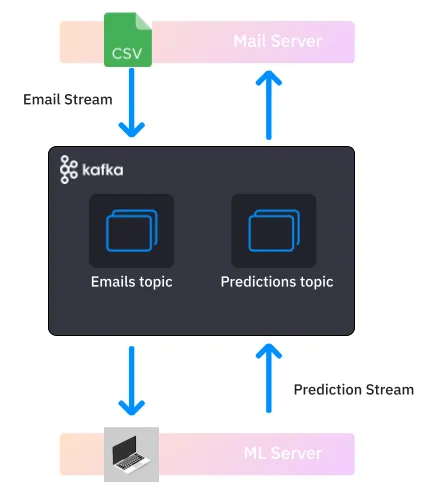 CSV
Mail Server
Email Stream
kafka
Emails topic
Predictions topic
Prediction Stream
ML Server